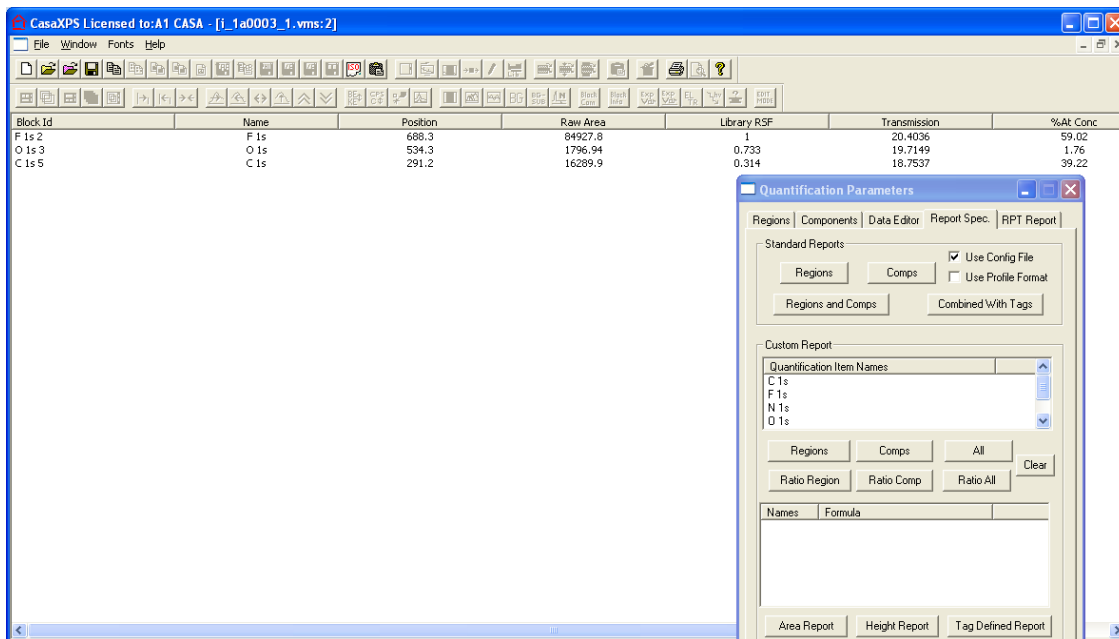 CasaXPS Licensed to:A1 CASA - [i_1a0003_1.vms:2]
File Window Fonts Help
Block Id Name Position Raw Area Library RSF Transmission %At Conc
F 1s 2 F 1s 688.3 84927.8 1 20.4036 59.02
O 1s 3 O 1s 534.3 1796.94 0.733 19.7149 1.76
C 1s 5 C 1s 291.2 16289.9 0.314 18.7537 39.22
Quantification Parameters
Regions Components Data Editor Report Spec. RPT Report
Standard Reports
Use Config File
Regions Comps
Use Profile Format
Regions and Comps Combined With Tags
Custom Report
Quantification Item Names
C 1s
F 1s
N 1s
O 1s
Regions Comps All
Clear
Ratio Region Ratio Comp Ratio All
Names Formula
Area Report Height Report Tag Defined Report